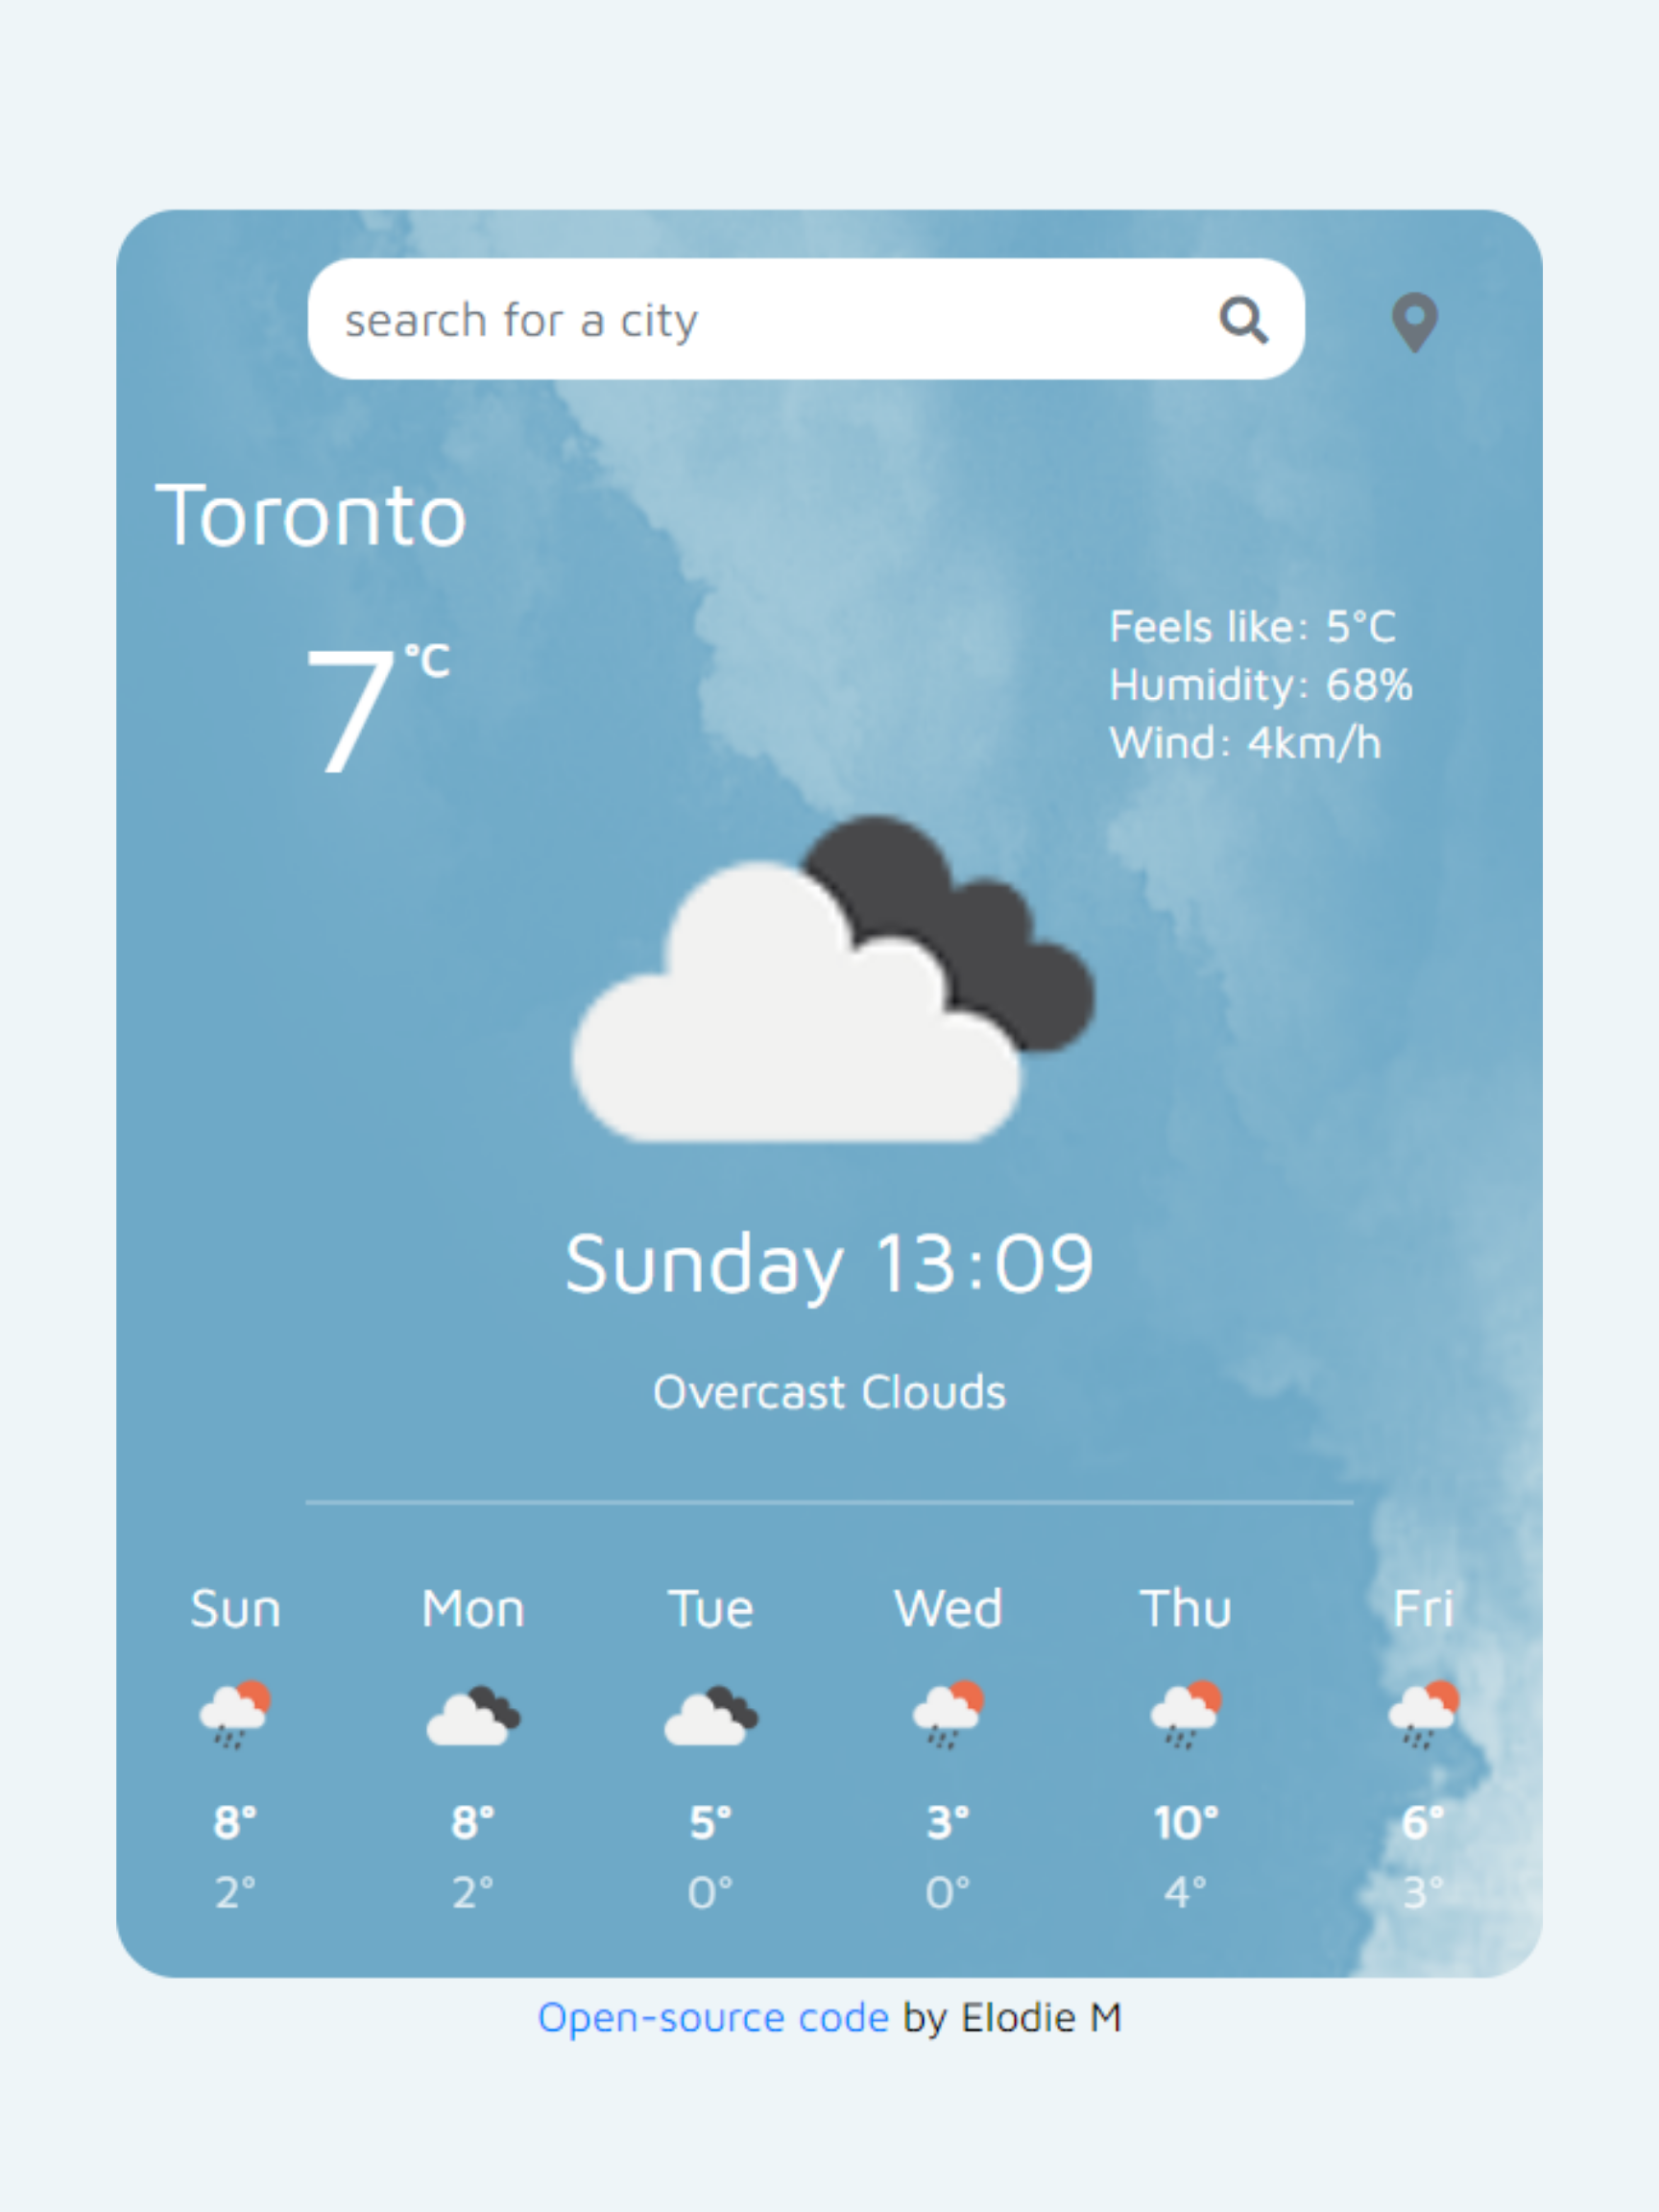 search for a city
Toronto
7°C
Feels like: 5°C
Humidity: 68%
Wind: 4km/h
Sunday 13:09
Overcast Clouds
Sun Mon Tue Wed Thu Fri
8° 8° 5° 3° 10° 6°
2° 2° 0° 0° 4° 3°
Open-source code by Elodie M